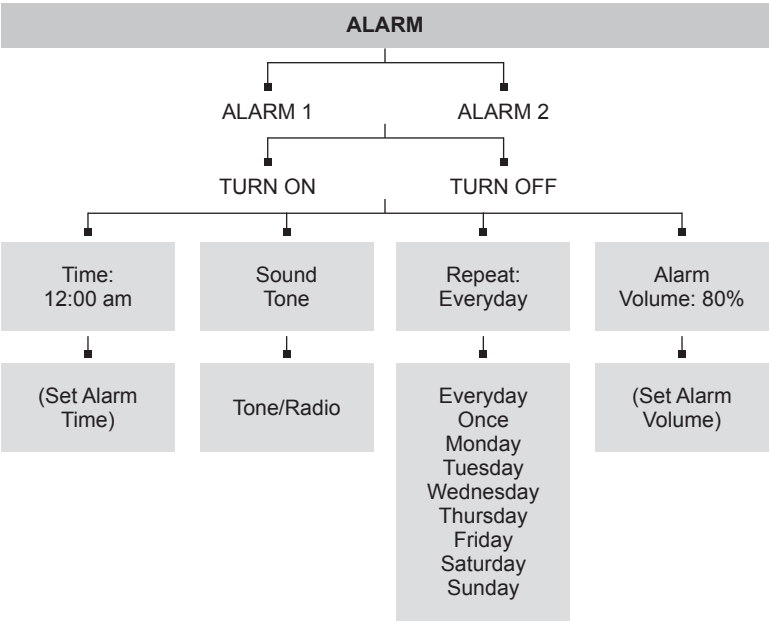 ALARM
ALARM 1
ALARM 2
TURN ON
TURN OFF
Time:
12:00 am
Sound
Tone
Repeat:
Everyday
Alarm
Volume: 80%
(Set Alarm
Time)
Tone/Radio
Everyday
Once
Monday
Tuesday
Wednesday
Thursday
Friday
Saturday
Sunday
(Set Alarm
Volume)